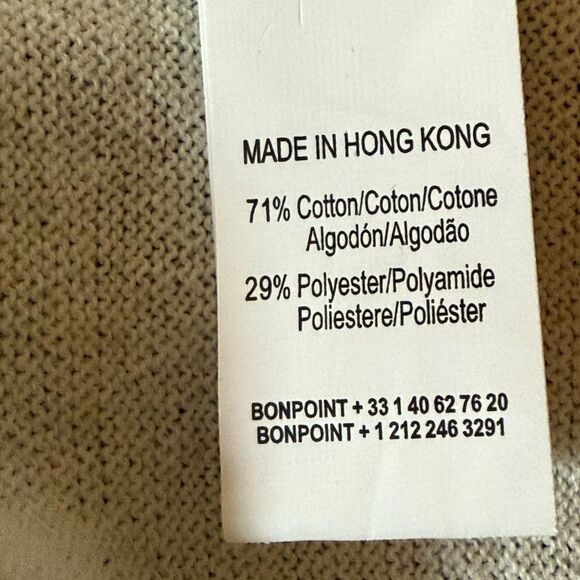 MADE IN HONG KONG
71% Cotton/Coton/Cotone
Algodón/Algodão
29% Polyester/Polyamide
Poliestere/Poliéster
BONPOINT + 33 1 40 62 76 20
BONPOINT + 1 212 246 3291